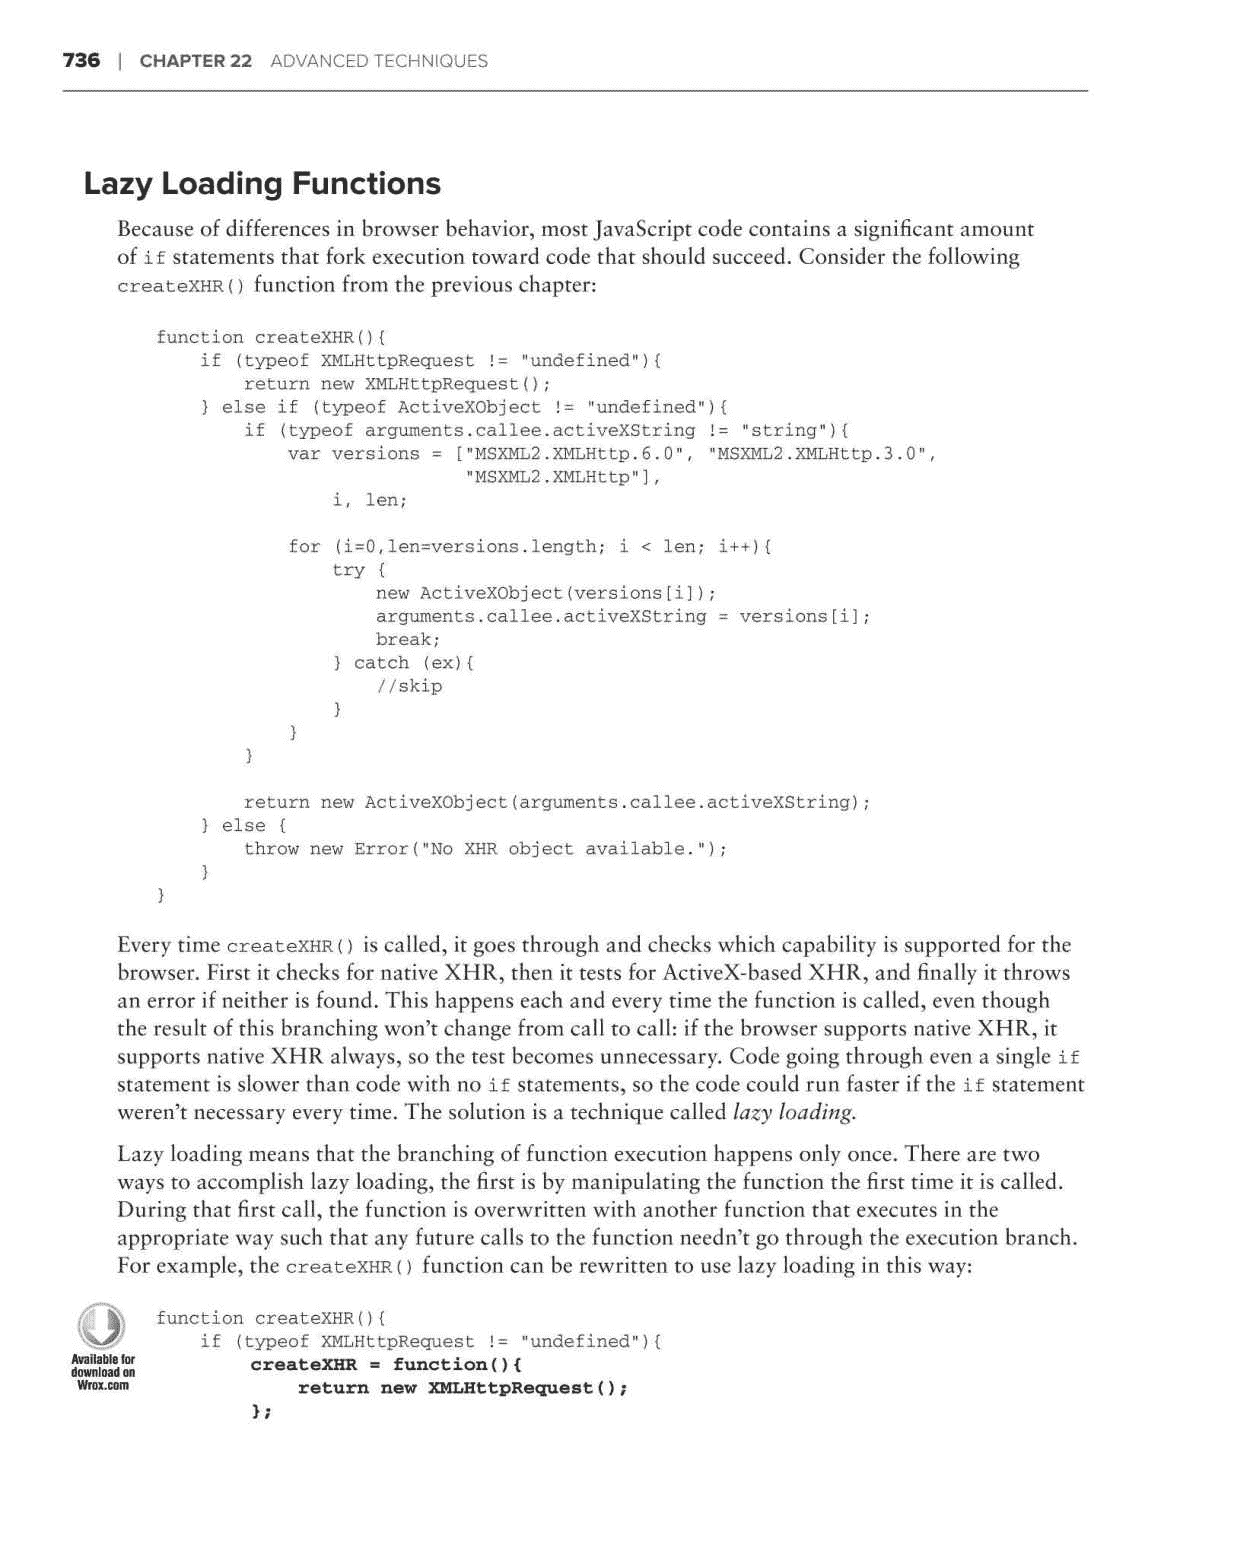 736 | CHAPTER 22 ADVANCED TECHNIQUES
Lazy Loading Functions
Because of differences in browser behavior, most JavaScript code contains a significant amount
of if statements that fork execution toward code that should succeed. Consider the following
createXHR() function from the previous chapter:
function createXHR(){
    if (typeof XMLHttpRequest != "undefined"){
        return new XMLHttpRequest();
    } else if (typeof ActiveXObject != "undefined"){
        if (typeof arguments.callee.activeXString != "string"){
            var versions = ["MSXML2.XMLHttp.6.0", "MSXML2.XMLHttp.3.0",
                            "MSXML2.XMLHttp"],
                i, len;
            for (i=0,len=versions.length; i < len; i++){
                try {
                    new ActiveXObject(versions[i]);
                    arguments.callee.activeXString = versions[i];
                    break;
                } catch (ex){
                    //skip
                }
            }
        }
        return new ActiveXObject(arguments.callee.activeXString);
    } else {
        throw new Error("No XHR object available.");
    }
}
Every time createXHR() is called, it goes through and checks which capability is supported for the
browser. First it checks for native XHR, then it tests for ActiveX-based XHR, and finally it throws
an error if neither is found. This happens each and every time the function is called, even though
the result of this branching won't change from call to call: if the browser supports native XHR, it
supports native XHR always, so the test becomes unnecessary. Code going through even a single if
statement is slower than code with no if statements, so the code could run faster if the if statement
weren't necessary every time. The solution is a technique called lazy loading.
Lazy loading means that the branching of function execution happens only once. There are two
ways to accomplish lazy loading, the first is by manipulating the function the first time it is called.
During that first call, the function is overwritten with another function that executes in the
appropriate way such that any future calls to the function needn't go through the execution branch.
For example, the createXHR() function can be rewritten to use lazy loading in this way:
Available for
download on
Wrox.com
function createXHR(){
    if (typeof XMLHttpRequest != "undefined"){
        createXHR = function(){
            return new XMLHttpRequest();
        };